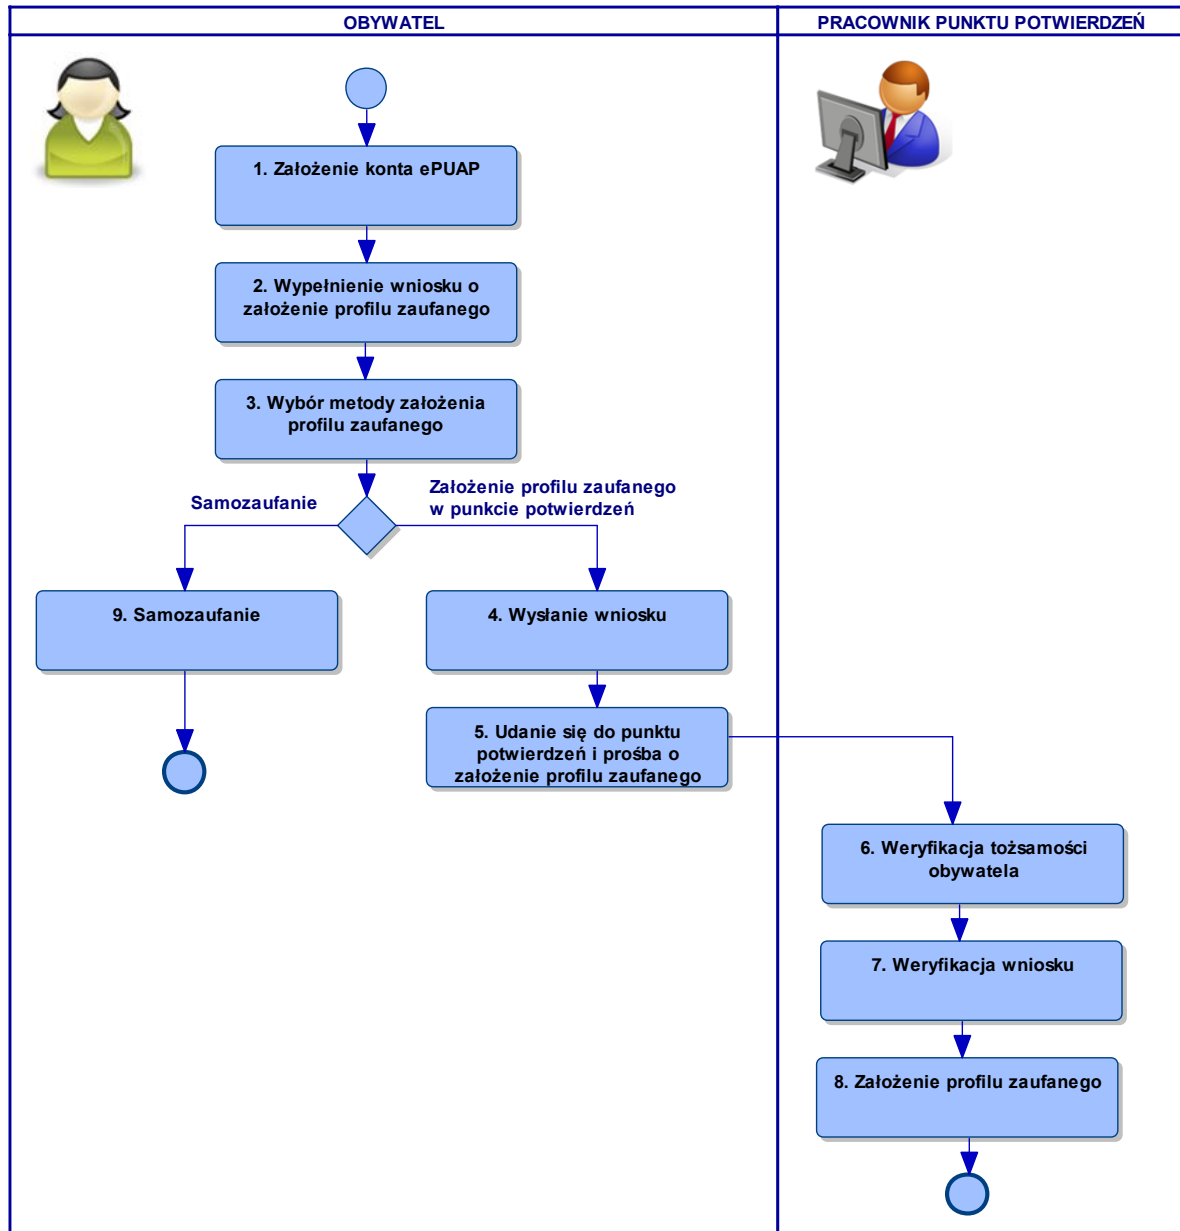 OBYWATEL
PRACOWNIK PUNKTU POTWIERDZEŃ
1. Założenie konta ePUAP
2. Wypełnienie wniosku o
założenie profilu zaufanego
3. Wybór metody założenia
profilu zaufanego
Samozaufanie
Założenie profilu zaufanego
w punkcie potwierdzeń
9. Samozaufanie
4. Wysłanie wniosku
5. Udanie się do punktu
potwierdzeń i prośba o
założenie profilu zaufanego
6. Weryfikacja tożsamości
obywatela
7. Weryfikacja wniosku
8. Założenie profilu zaufanego